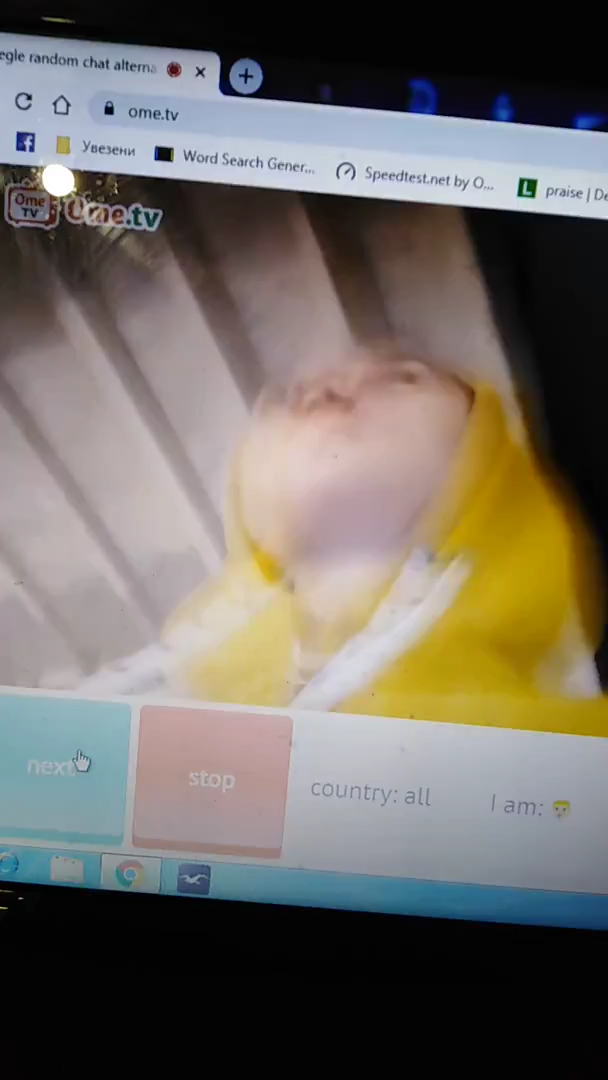 egle random chat alterna
ome.tv
Увезени
Word Search Gener...
Speedtest.net by O...
praise | De
Ome
TV
Ome.tv
next
stop
country: all
I am: